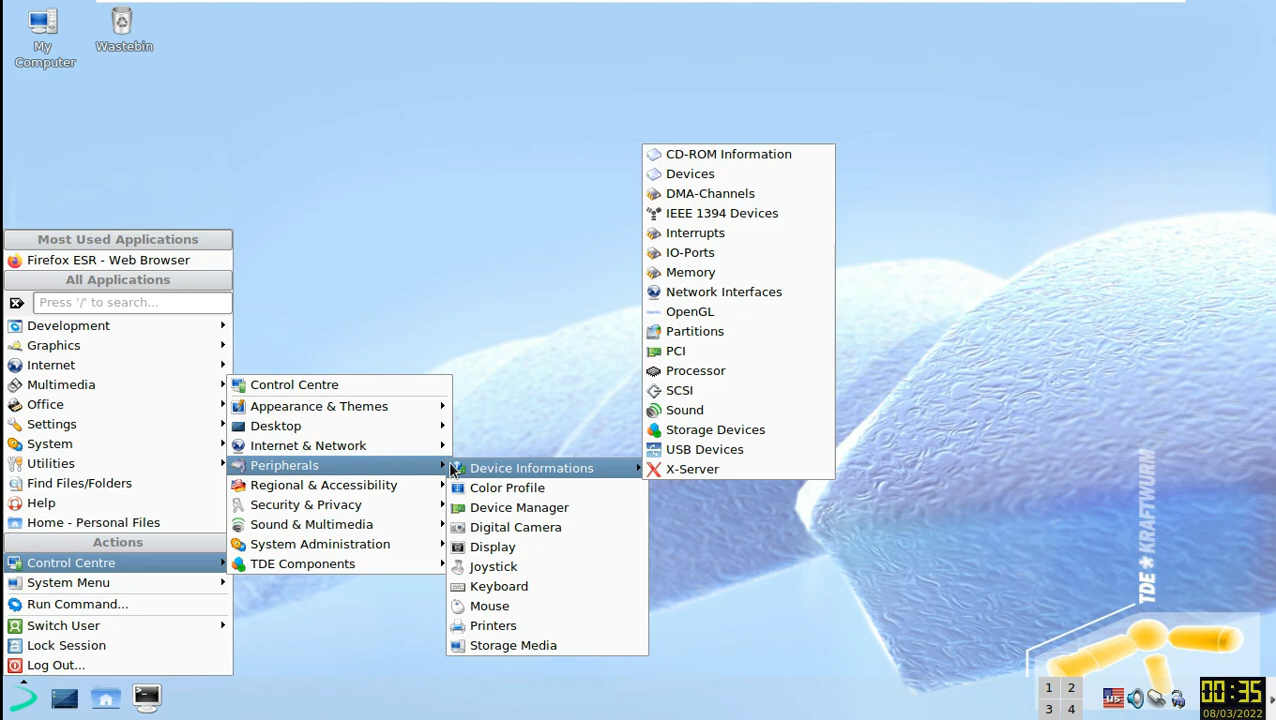 My
Computer
Wastebin
Most Used Applications
Firefox ESR - Web Browser
All Applications
Press '/' to search...
Development
Graphics
Internet
Multimedia
Office
Settings
System
Utilities
Find Files/Folders
Help
Home - Personal Files
Actions
Control Centre
System Menu
Run Command...
Switch User
Lock Session
Log Out...
Control Centre
Appearance & Themes
Desktop
Internet & Network
Peripherals
Regional & Accessibility
Security & Privacy
Sound & Multimedia
System Administration
TDE Components
Device Informations
Color Profile
Device Manager
Digital Camera
Display
Joystick
Keyboard
Mouse
Printers
Storage Media
CD-ROM Information
Devices
DMA-Channels
IEEE 1394 Devices
Interrupts
IO-Ports
Memory
Network Interfaces
OpenGL
Partitions
PCI
Processor
SCSI
Sound
Storage Devices
USB Devices
X-Server
TDE * KRAFTWURM
1 2
3 4
us
00:35
08/03/2022